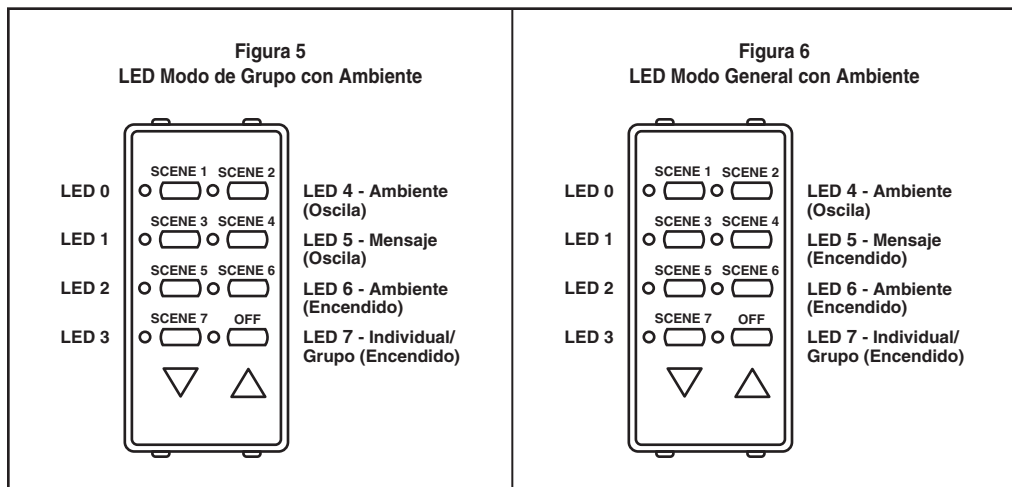 Figura 5
LED Modo de Grupo con Ambiente
SCENE 1 SCENE 2
LED 0
LED 4 - Ambiente
(Oscila)
SCENE 3 SCENE 4
LED 1
LED 5 - Mensaje
(Oscila)
SCENE 5 SCENE 6
LED 2
LED 6 - Ambiente
(Encendido)
SCENE 7 OFF
LED 3
LED 7 - Individual/
Grupo (Encendido)
Figura 6
LED Modo General con Ambiente
SCENE 1 SCENE 2
LED 0
LED 4 - Ambiente
(Oscila)
SCENE 3 SCENE 4
LED 1
LED 5 - Mensaje
(Encendido)
SCENE 5 SCENE 6
LED 2
LED 6 - Ambiente
(Encendido)
SCENE 7 OFF
LED 3
LED 7 - Individual/
Grupo (Encendido)